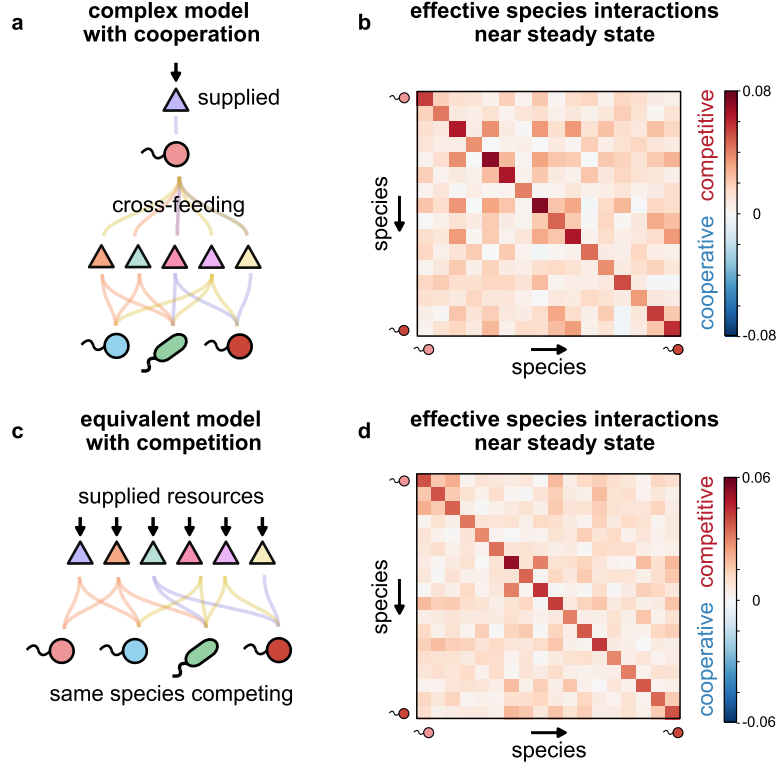 a
complex model
with cooperation
supplied
cross-feeding
b
effective species interactions
near steady state
species
species
competitive
cooperative
0.08
0
-0.08
c
equivalent model
with competition
supplied resources
same species competing
d
effective species interactions
near steady state
species
species
competitive
cooperative
0.06
0
-0.06